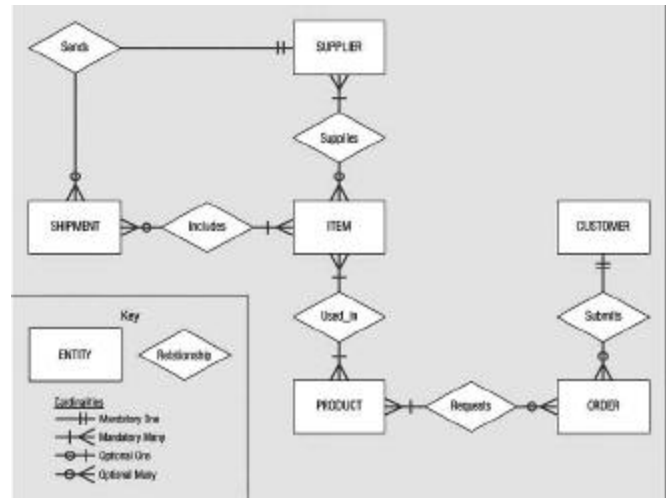 Sends
SUPPLIER
Supplies
SHIPMENT
Includes
ITEM
CUSTOMER
Key
Used_in
Submits
ENTITY
Relationship
PRODUCT
Requests
ORDER
Cardinalities
Mandatory One
Mandatory Many
Optional One
Optional Many